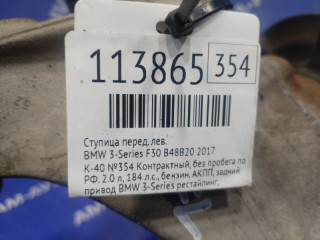 113865 354
Ступица перед. лев.
BMW 3-Series F30 B48B20 2017
К-40 №354 Контрактный, без пробега по
РФ. 2.0 л, 184 л.с., бензин, АКПП, задний
привод BMW 3-Series рестайлинг,